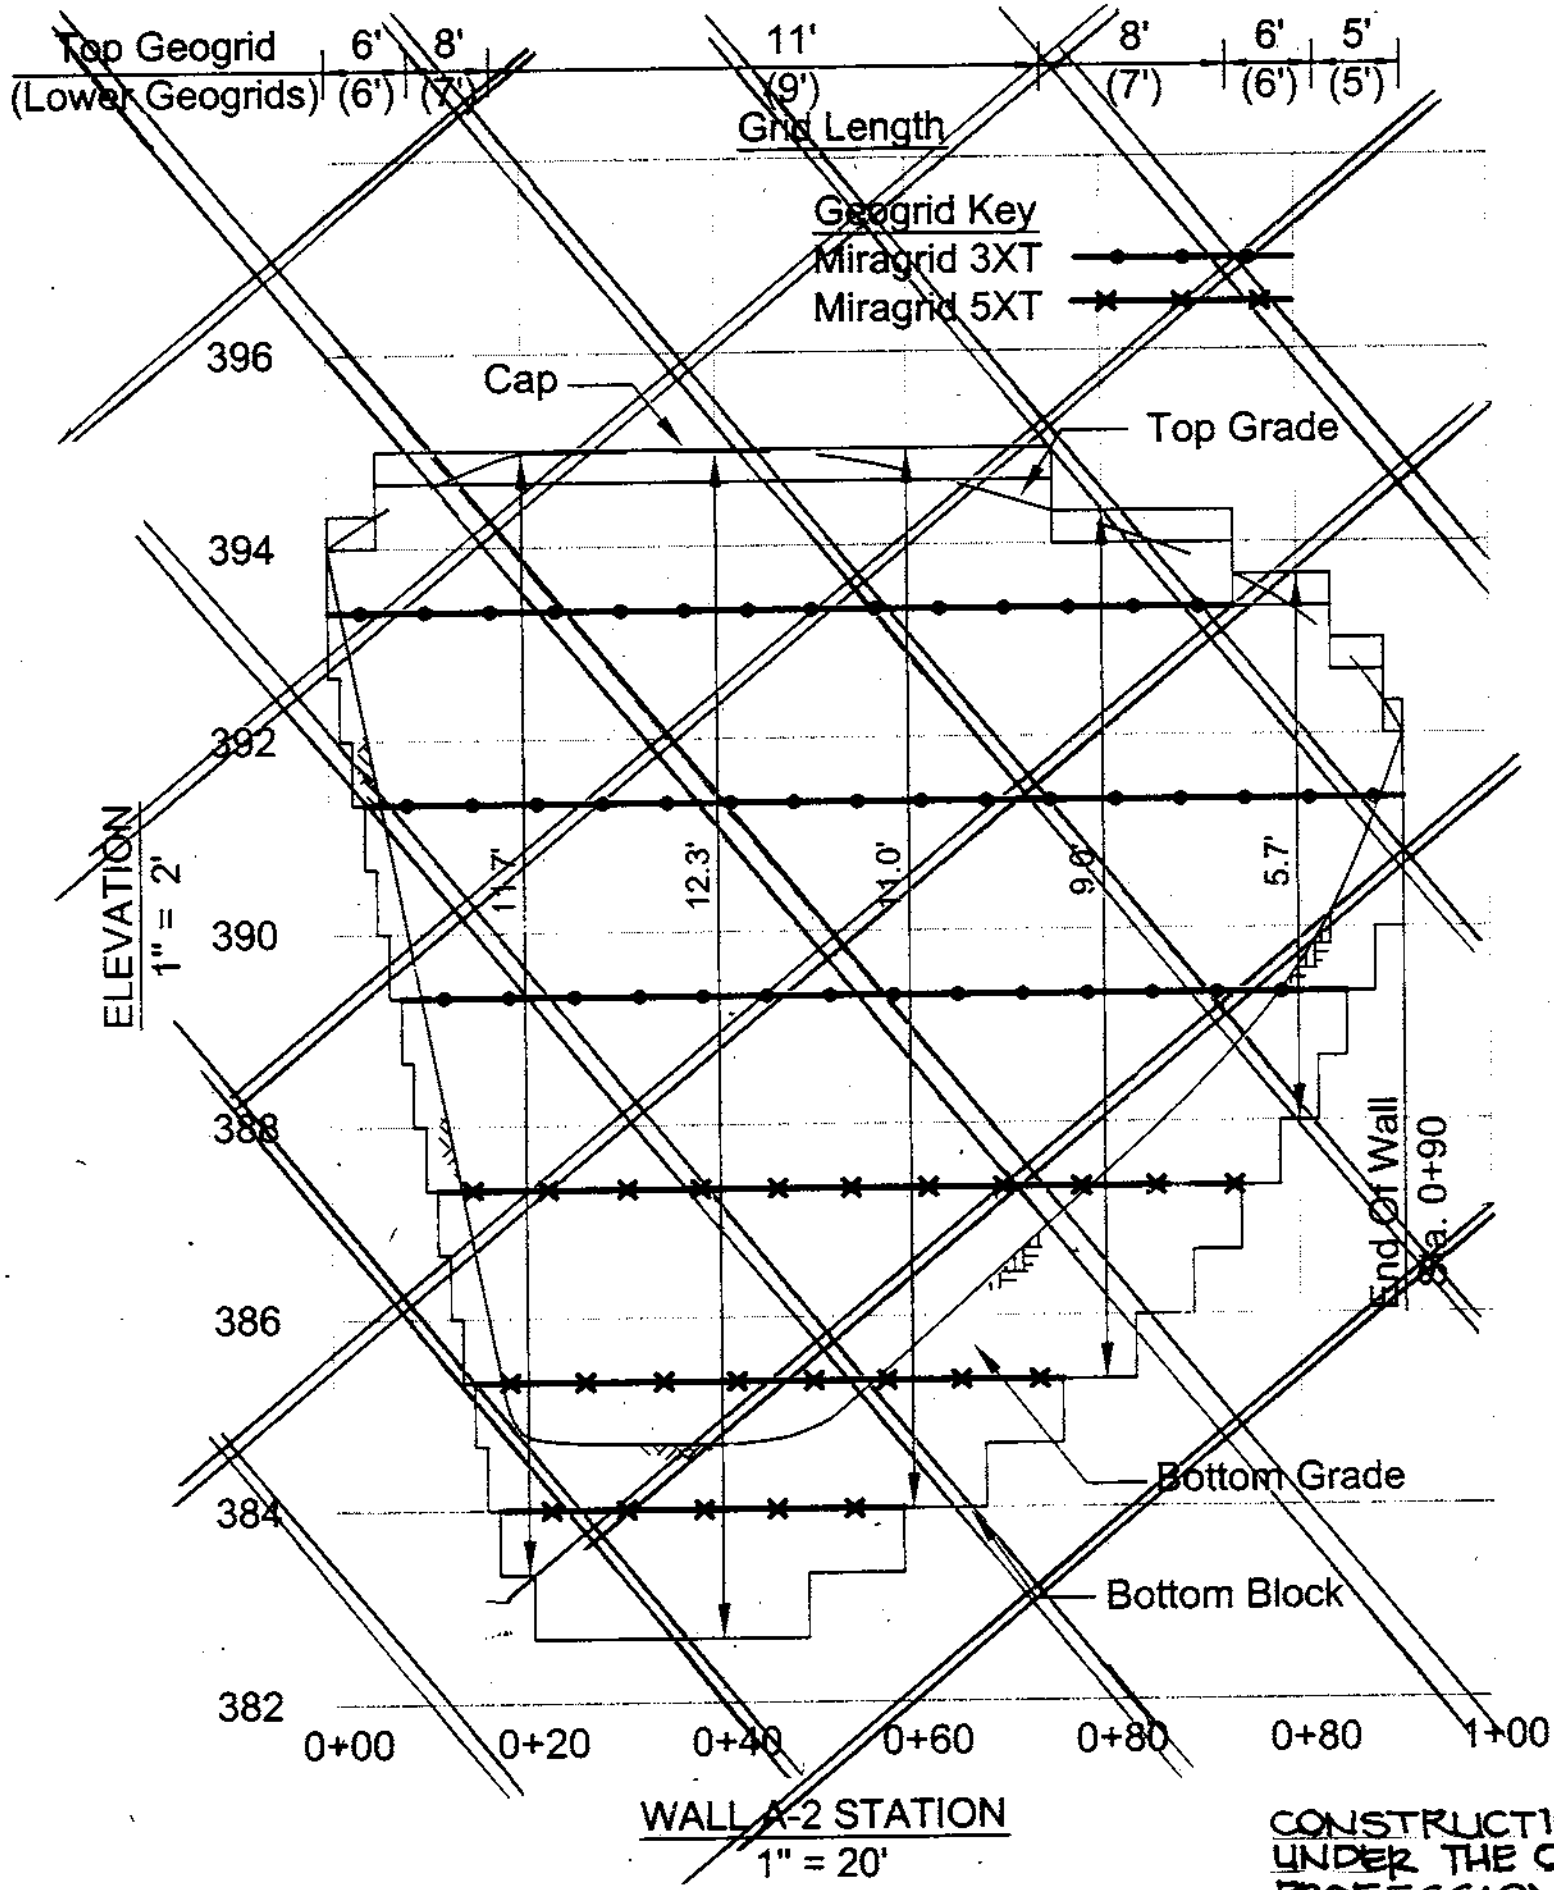 Top Geogrid 6' 8' 11' 8' 6' 5'
(Lower Geogrids) (6') (7') (9') (7') (6') (5')
Grid Length
Geogrid Key
Miragrid 3XT
Miragrid 5XT
396
Cap
Top Grade
394
392
ELEVATION
1" = 2'
11.7'
12.3'
11.0'
9.0'
5.7'
390
388
End Of Wall
Sta. 0+90
386
Bottom Grade
384
Bottom Block
382
0+00 0+20 0+40 0+60 0+80 0+80 1+00
WALL A-2 STATION
1" = 20'
UNDER THE